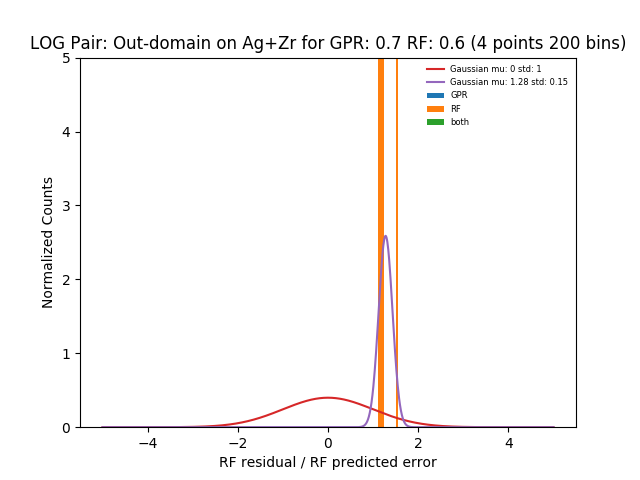 LOG Pair: Out-domain on Ag+Zr for GPR: 0.7 RF: 0.6 (4 points 200 bins)
Gaussian mu: 0 std: 1
Gaussian mu: 1.28 std: 0.15
GPR
RF
both
Normalized Counts
5
4
3
2
1
0
−4
−2
0
2
4
RF residual / RF predicted error